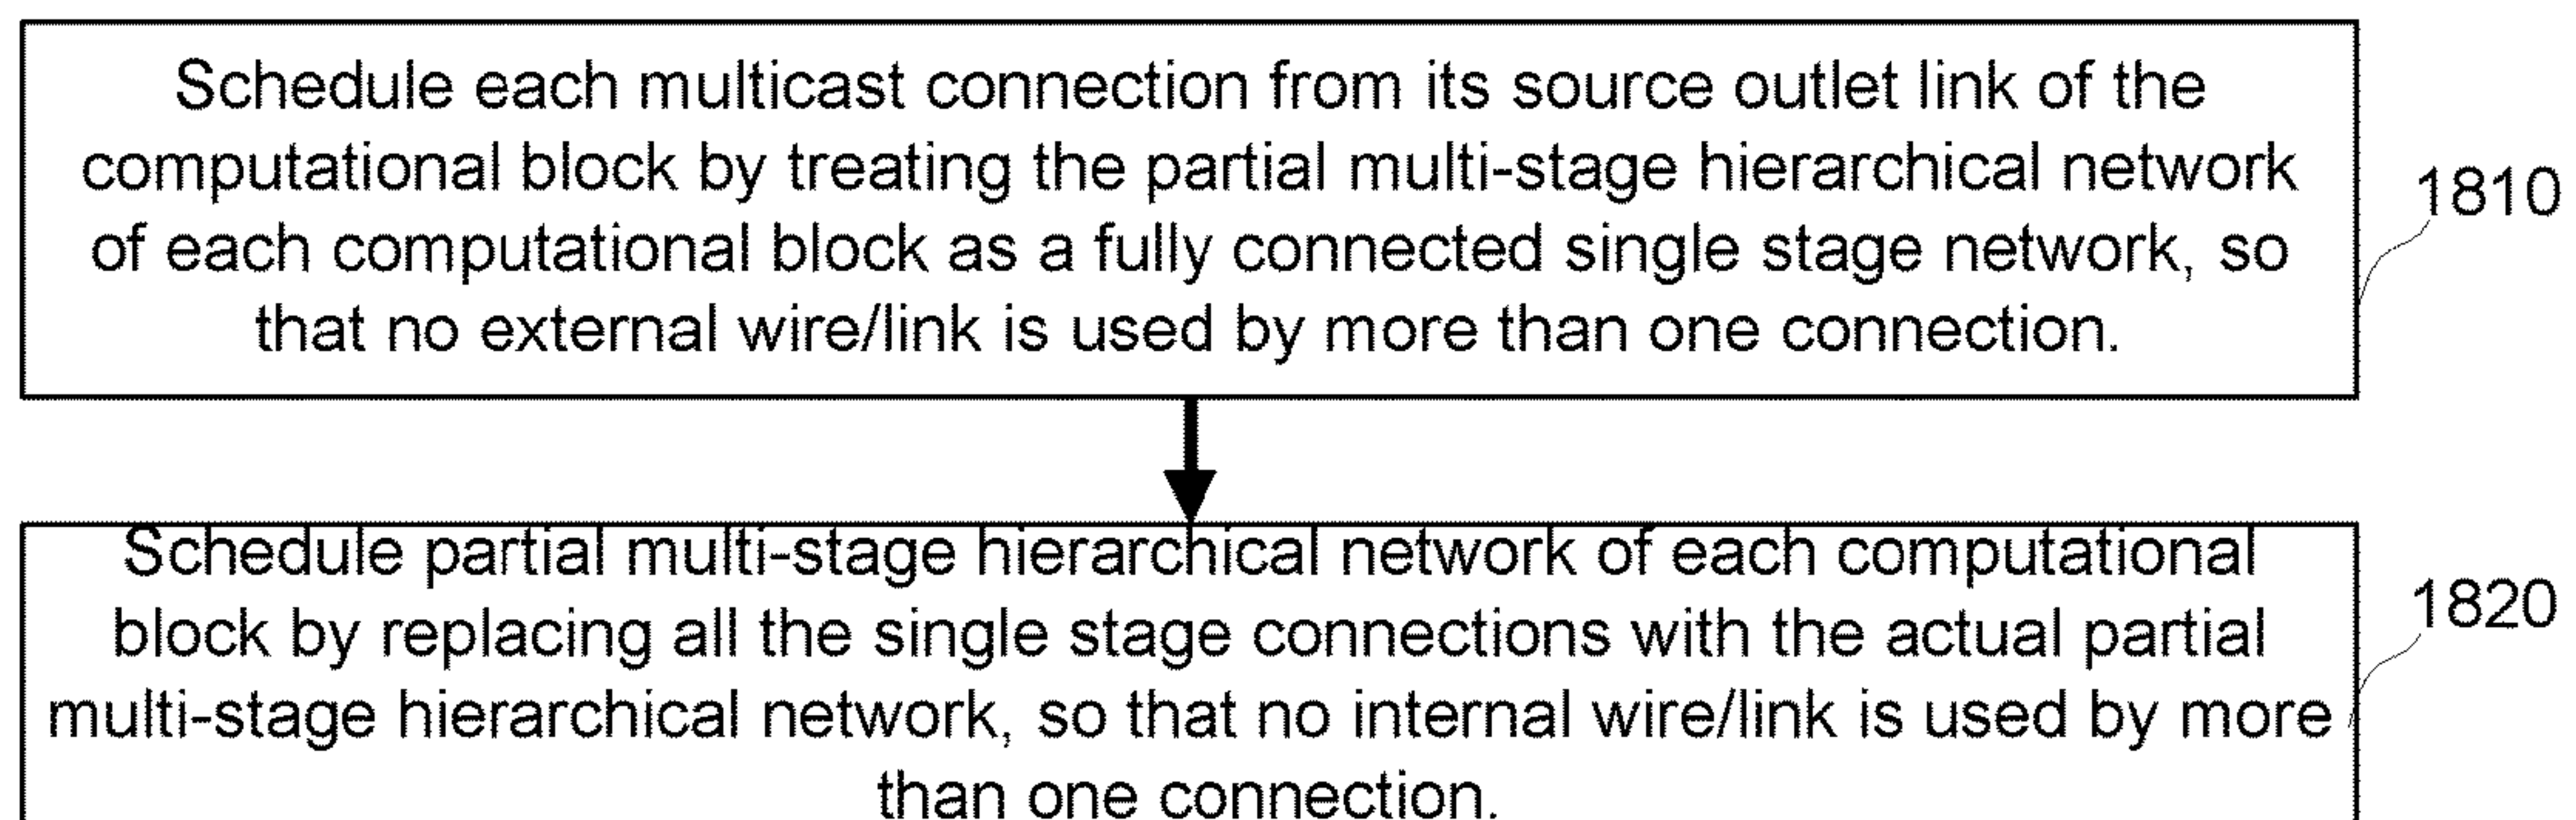 Schedule each multicast connection from its source outlet link of the
computational block by treating the partial multi-stage hierarchical network
of each computational block as a fully connected single stage network, so
that no external wire/link is used by more than one connection.
1810
Schedule partial multi-stage hierarchical network of each computational
block by replacing all the single stage connections with the actual partial
multi-stage hierarchical network, so that no internal wire/link is used by more
than one connection.
1820